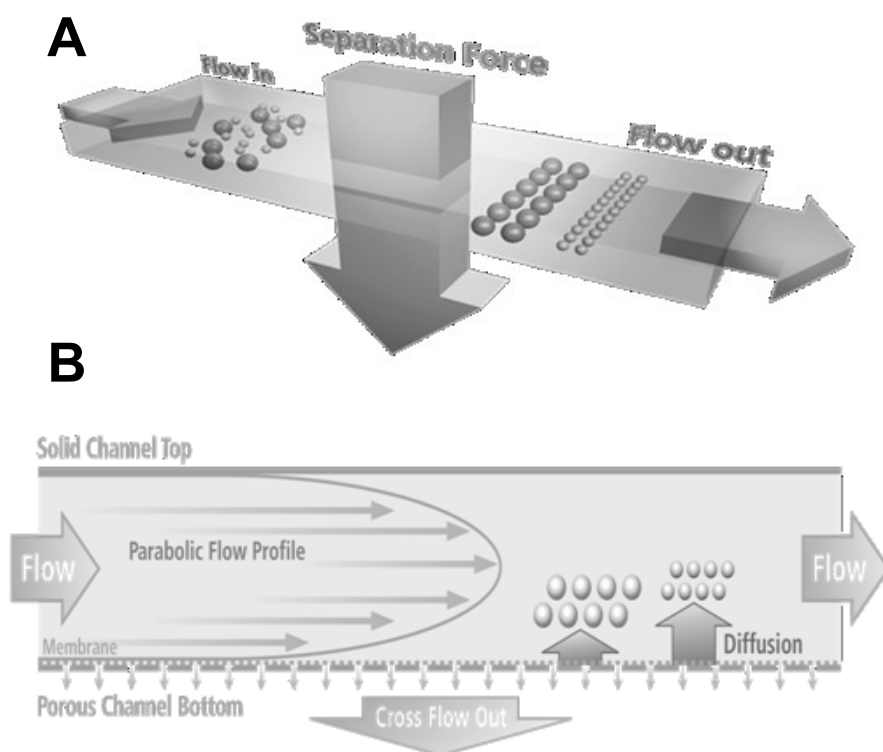 A
Separation Force
Flow in
Flow out
B
Solid Channel Top
Flow
Parabolic Flow Profile
Flow
Membrane
Diffusion
Porous Channel Bottom
Cross Flow Out